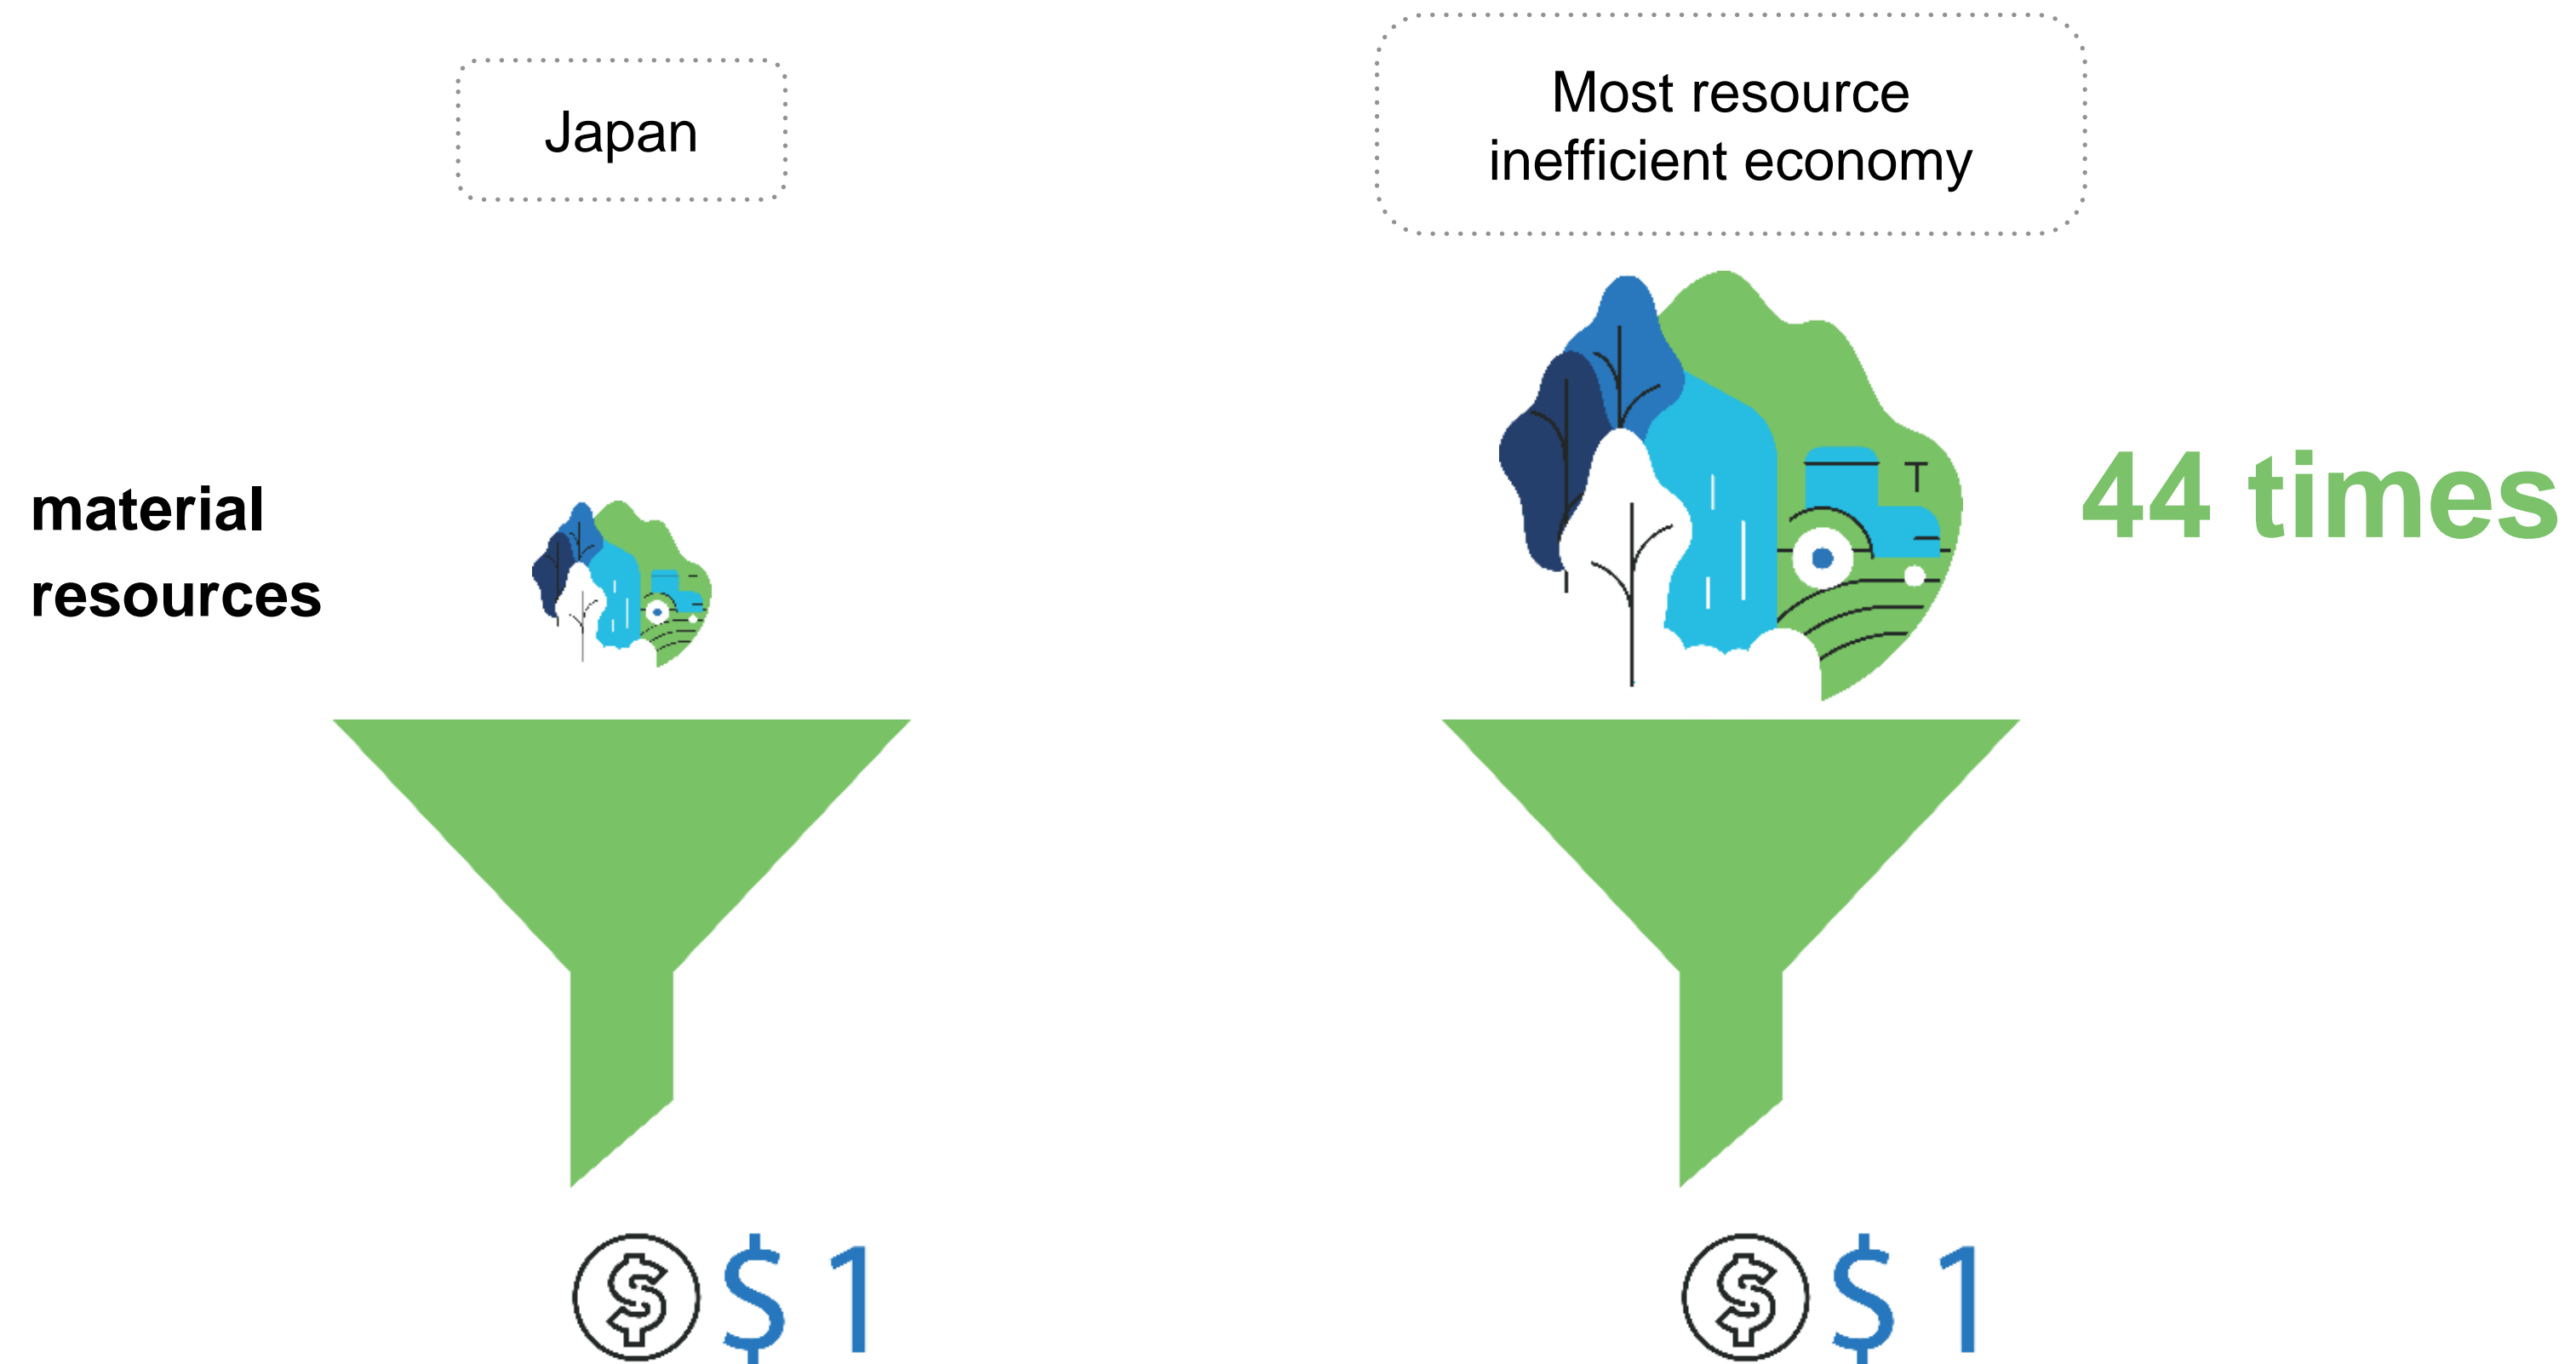 Japan
Most resource
inefficient economy
material
resources
44 times
$ 1
$ 1